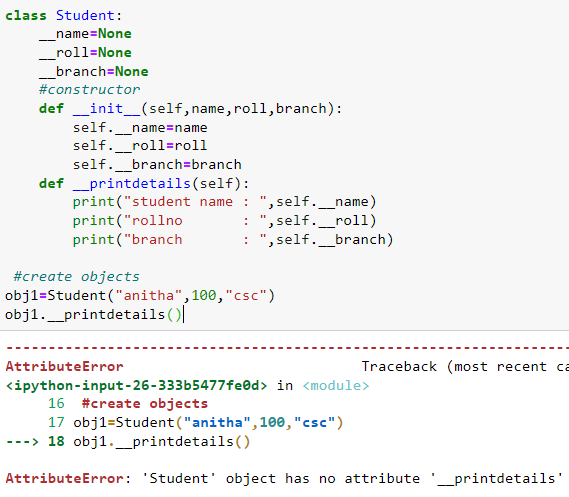 class Student:
    __name=None
    __roll=None
    __branch=None
    #constructor
    def __init__(self,name,roll,branch):
        self.__name=name
        self.__roll=roll
        self.__branch=branch
    def __printdetails(self):
        print("student name : ",self.__name)
        print("rollno       : ",self.__roll)
        print("branch       : ",self.__branch)

 #create objects
obj1=Student("anitha",100,"csc")
obj1.__printdetails()
---------------------------------------------------------------------------
AttributeError                            Traceback (most recent ca
<ipython-input-26-333b5477fe0d> in <module>
     16  #create objects
     17 obj1=Student("anitha",100,"csc")
---> 18 obj1.__printdetails()

AttributeError: 'Student' object has no attribute '__printdetails'